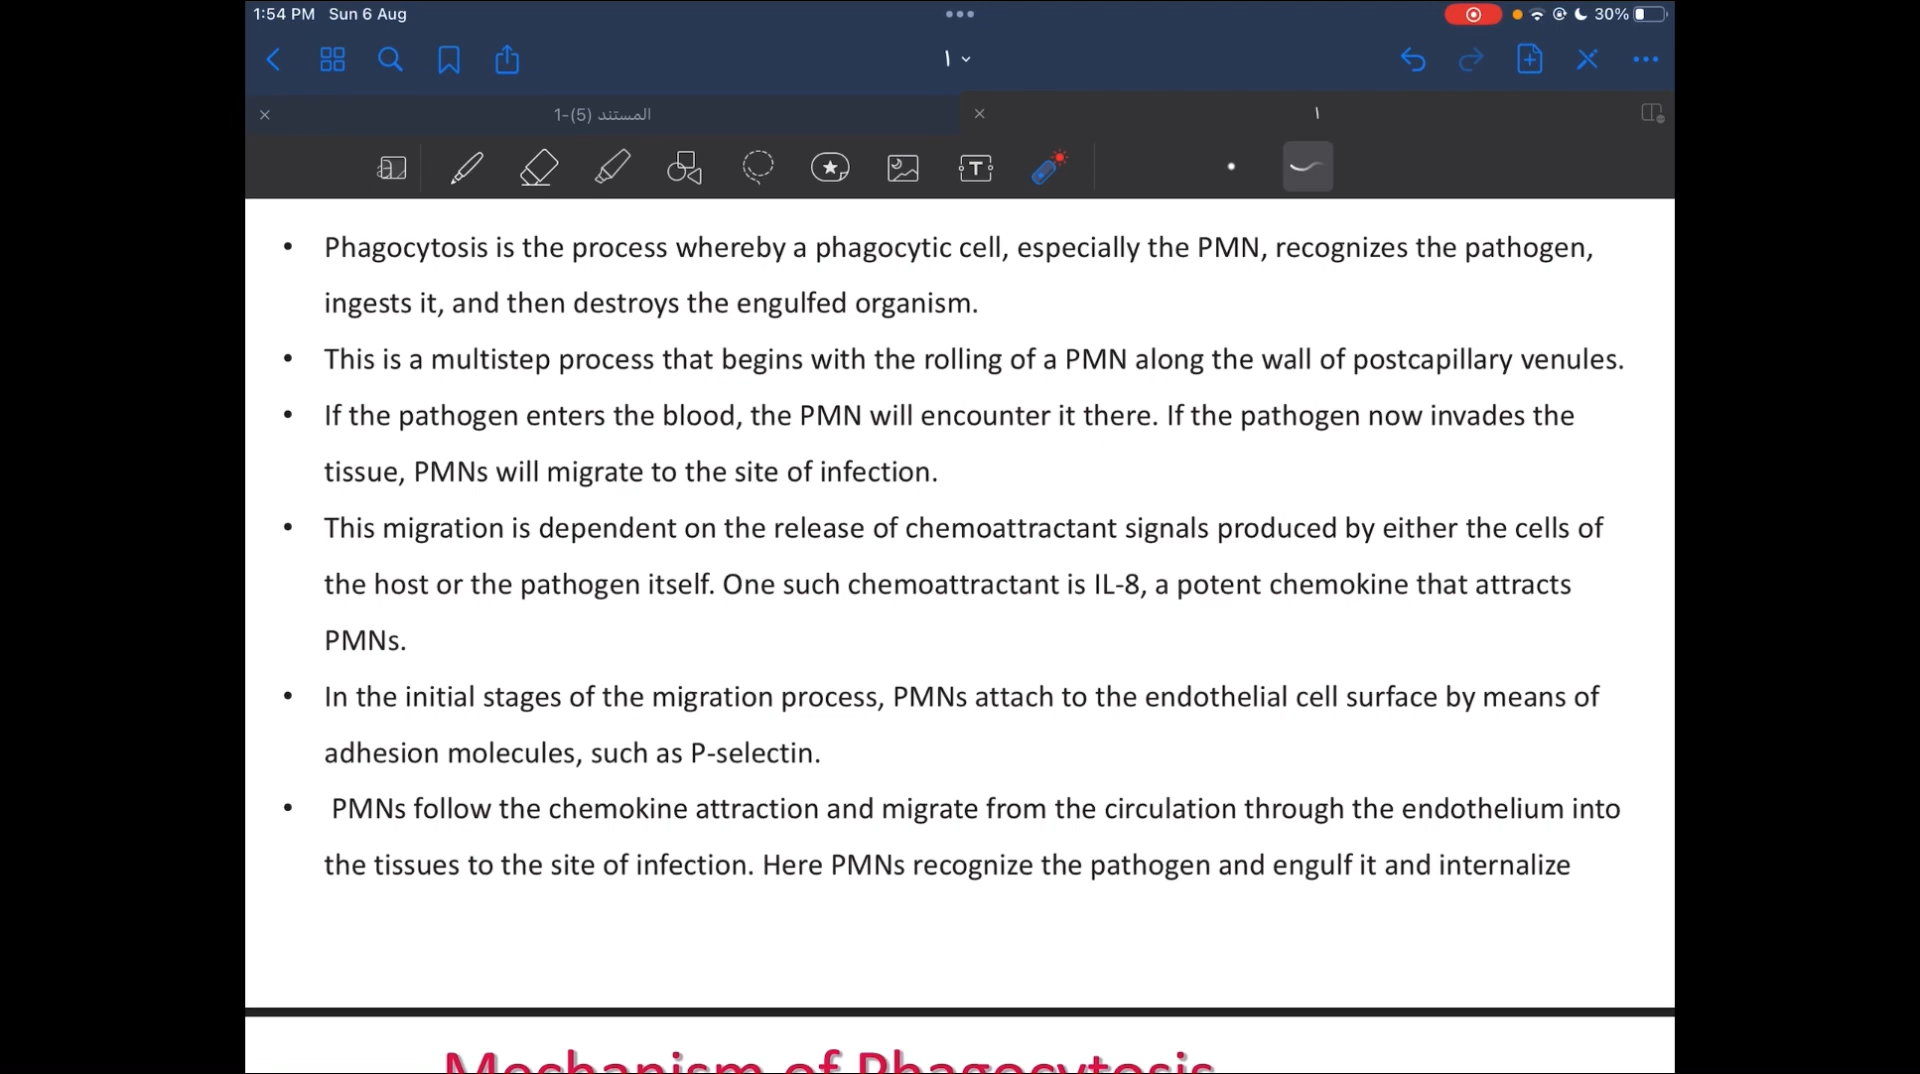 1:54 PM Sun 6 Aug
30%
١
المستند (5)-1
١
T
• Phagocytosis is the process whereby a phagocytic cell, especially the PMN, recognizes the pathogen,
ingests it, and then destroys the engulfed organism.
• This is a multistep process that begins with the rolling of a PMN along the wall of postcapillary venules.
• If the pathogen enters the blood, the PMN will encounter it there. If the pathogen now invades the
tissue, PMNs will migrate to the site of infection.
• This migration is dependent on the release of chemoattractant signals produced by either the cells of
the host or the pathogen itself. One such chemoattractant is IL-8, a potent chemokine that attracts
PMNs.
• In the initial stages of the migration process, PMNs attach to the endothelial cell surface by means of
adhesion molecules, such as P-selectin.
• PMNs follow the chemokine attraction and migrate from the circulation through the endothelium into
the tissues to the site of infection. Here PMNs recognize the pathogen and engulf it and internalize
Mechanism of Phagocytosis